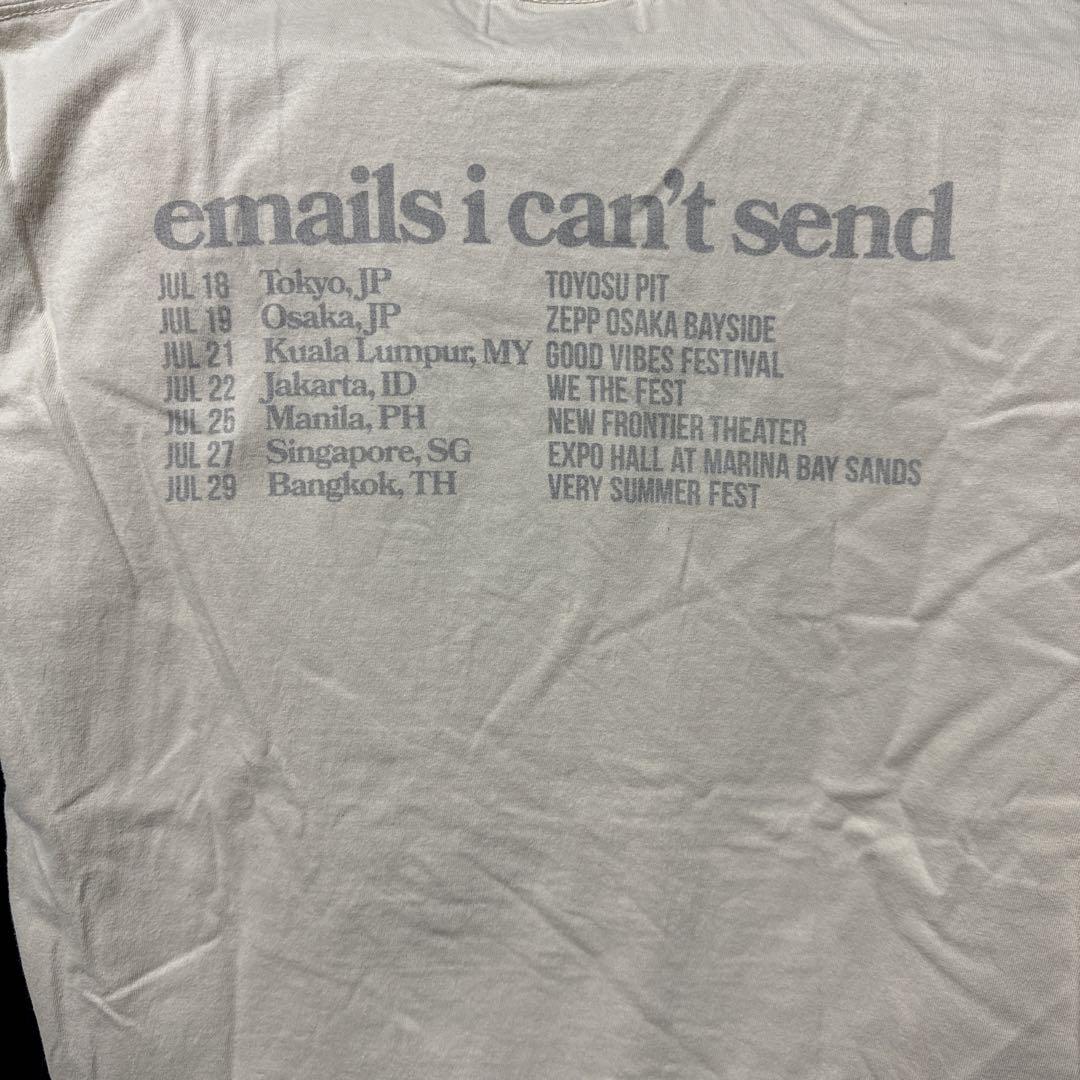 emails i can't send
JUL 18 Tokyo, JP TOYOSU PIT
JUL 19 Osaka, JP ZEPP OSAKA BAYSIDE
JUL 21 Kuala Lumpur, MY GOOD VIBES FESTIVAL
JUL 22 Jakarta, ID WE THE FEST
JUL 25 Manila, PH NEW FRONTIER THEATER
JUL 27 Singapore, SG EXPO HALL AT MARINA BAY SANDS
JUL 29 Bangkok, TH VERY SUMMER FEST